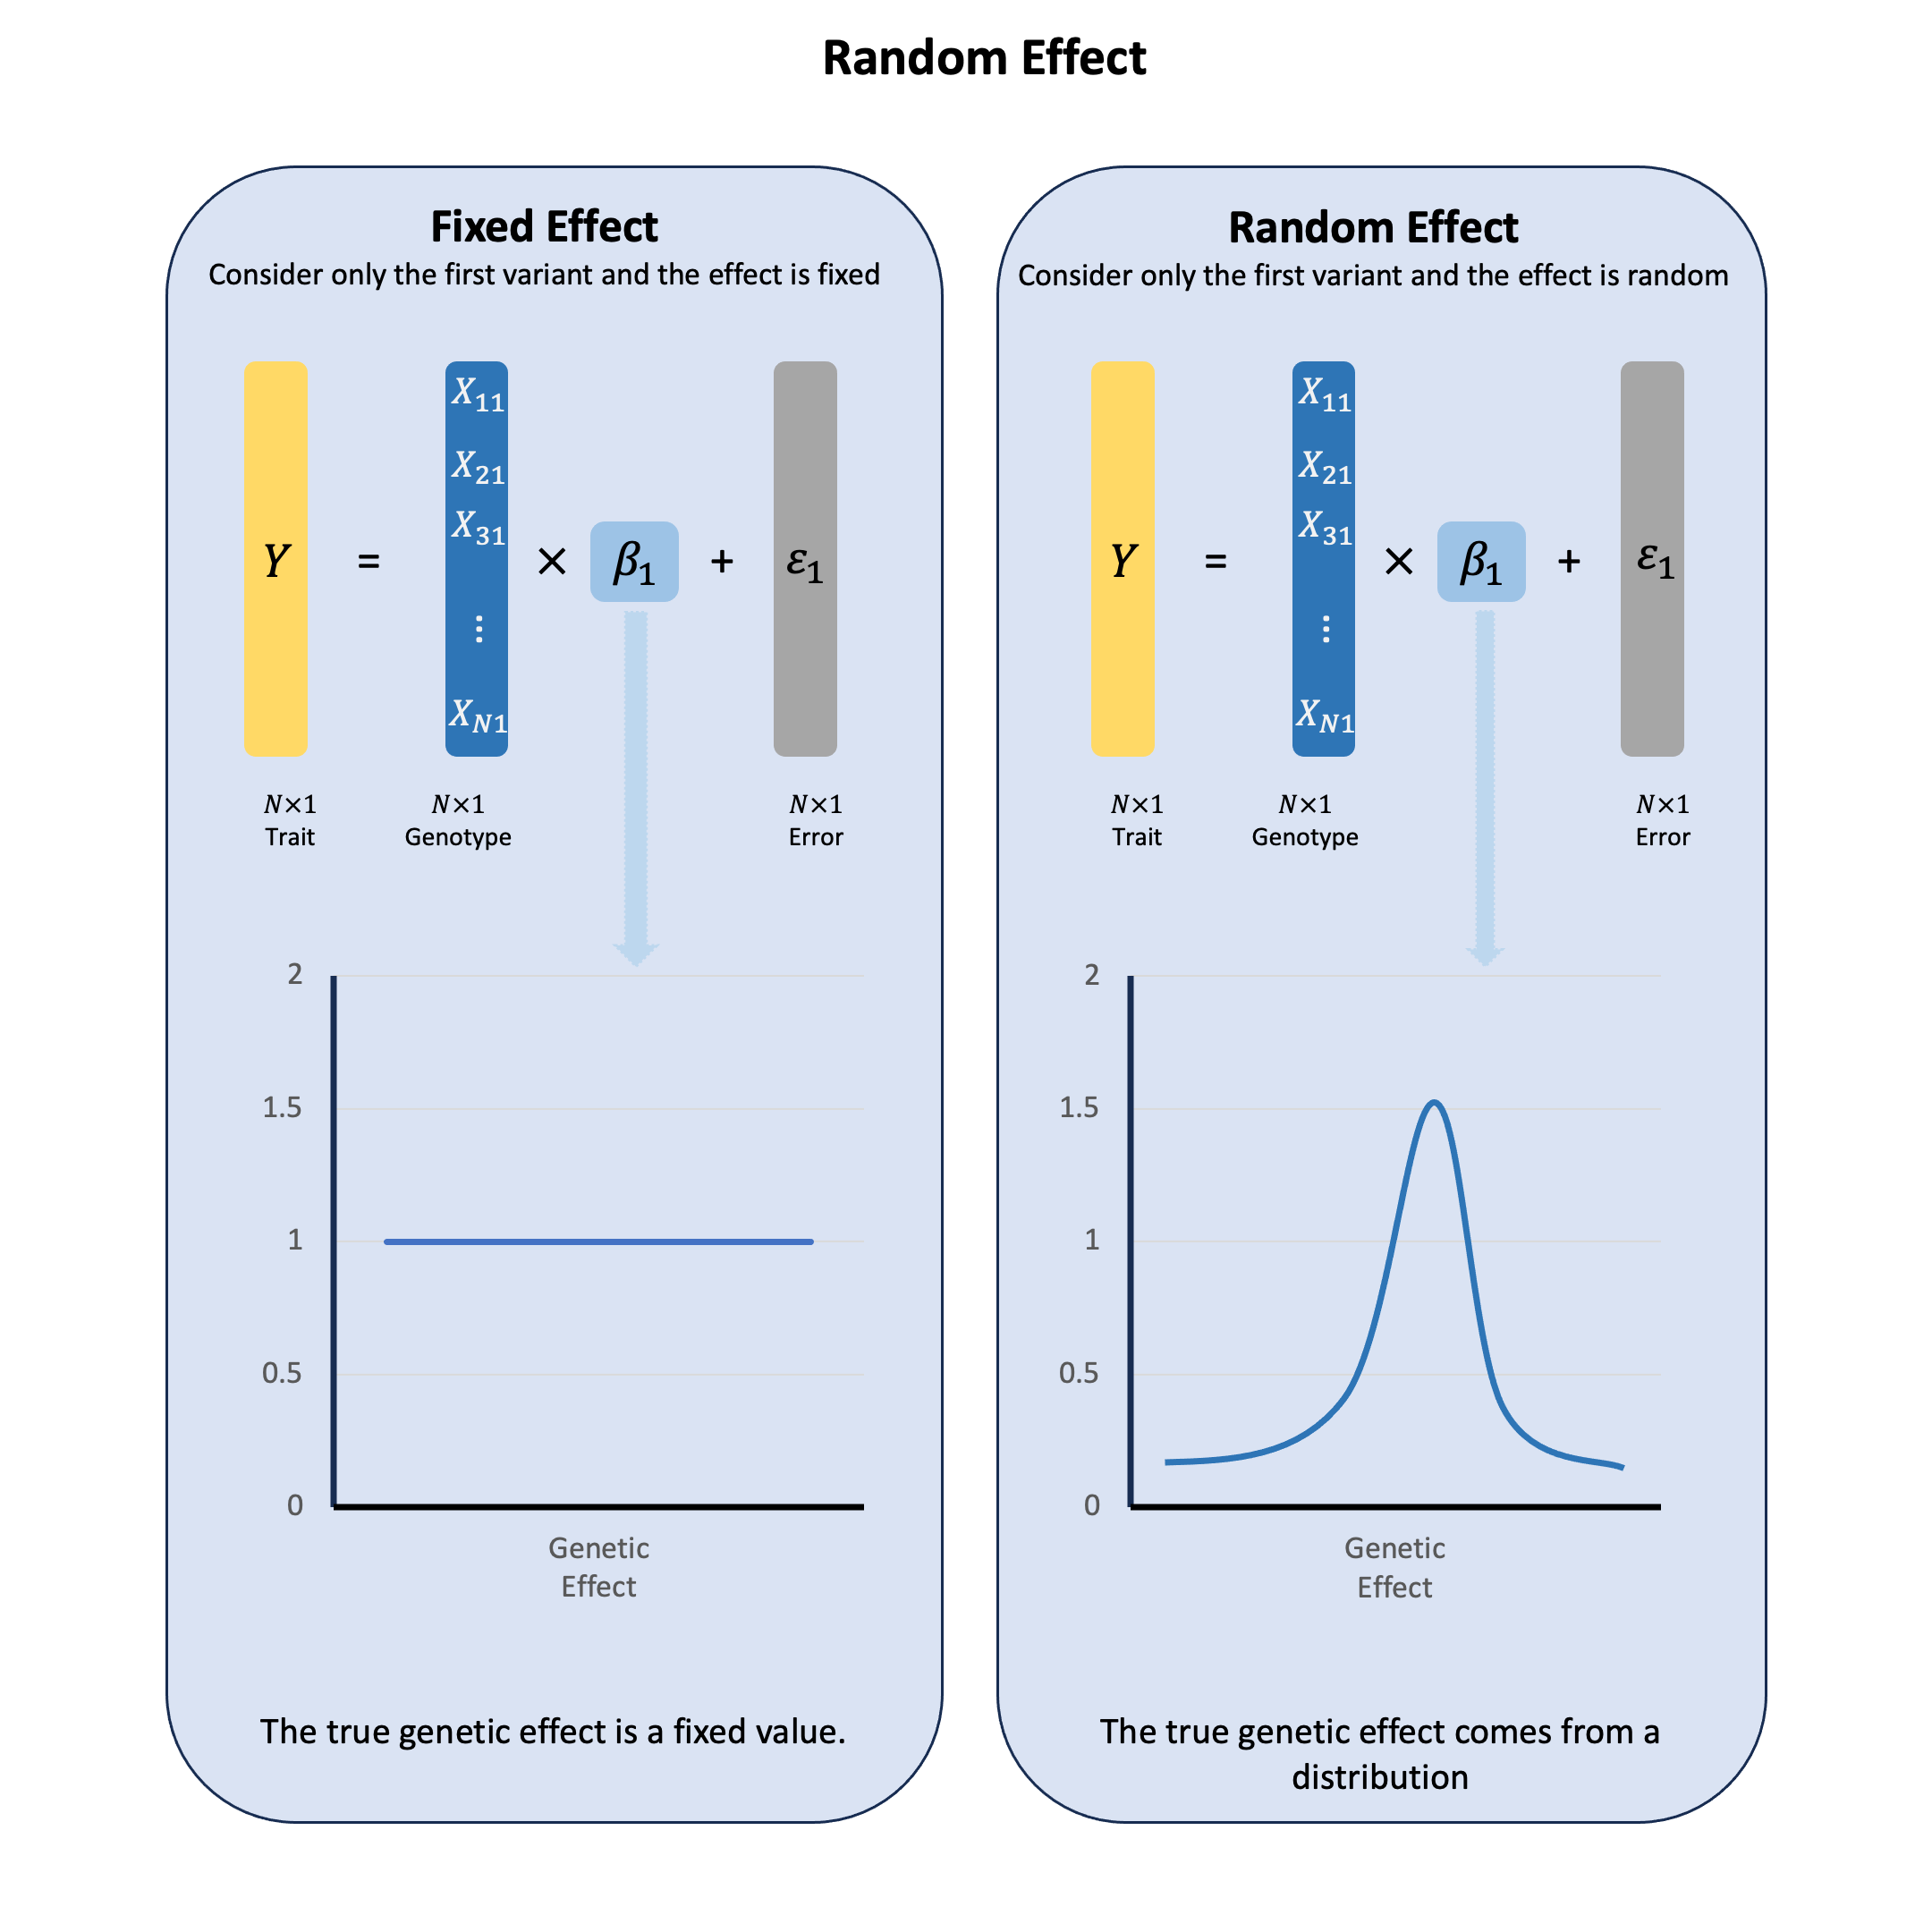 Random Effect
Fixed Effect
Consider only the first variant and the effect is fixed
Y = X₁₁ X₂₁ X₃₁ ⋮ X_N1 × β₁ + ε₁
N×1 N×1 N×1
Trait Genotype Error
2
1.5
1
0.5
0
Genetic
Effect
The true genetic effect is a fixed value.
Random Effect
Consider only the first variant and the effect is random
Y = X₁₁ X₂₁ X₃₁ ⋮ X_N1 × β₁ + ε₁
N×1 N×1 N×1
Trait Genotype Error
2
1.5
1
0.5
0
Genetic
Effect
The true genetic effect comes from a
distribution